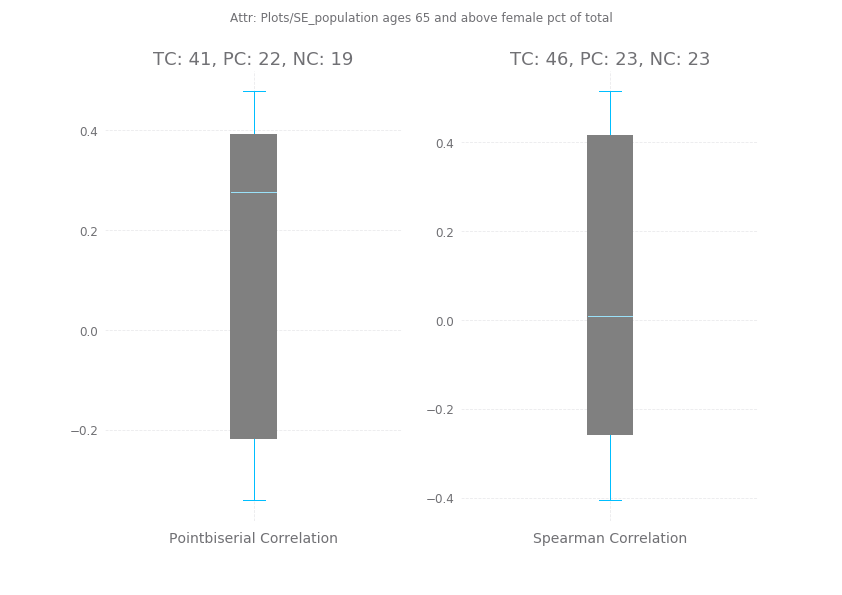 Attr: Plots/SE_population ages 65 and above female pct of total
TC: 41, PC: 22, NC: 19
0.4
0.2
0.0
−0.2
Pointbiserial Correlation
TC: 46, PC: 23, NC: 23
0.4
0.2
0.0
−0.2
−0.4
Spearman Correlation